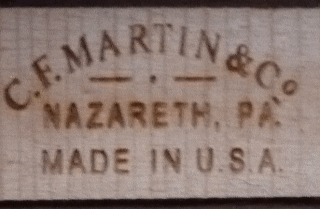 C.F. MARTIN & Co
NAZARETH, PA.
MADE IN U.S.A.